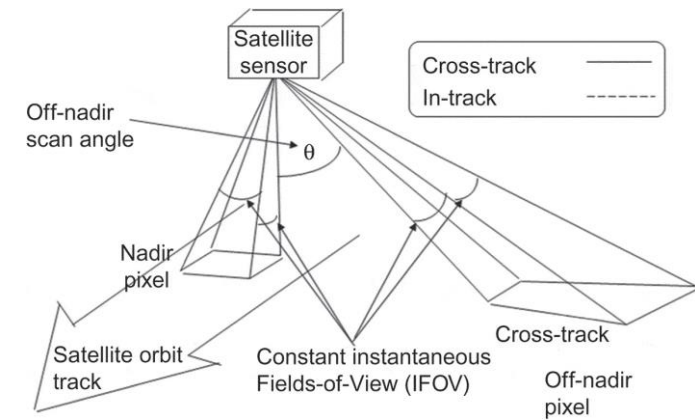 Satellite
sensor
Cross-track
In-track
Off-nadir
scan angle
θ
Nadir
pixel
Satellite orbit
track
Constant instantaneous
Fields-of-View (IFOV)
Cross-track
Off-nadir
pixel